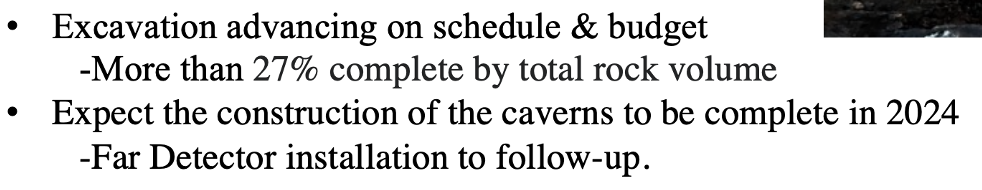 • Excavation advancing on schedule & budget
-More than 27% complete by total rock volume
• Expect the construction of the caverns to be complete in 2024
-Far Detector installation to follow-up.